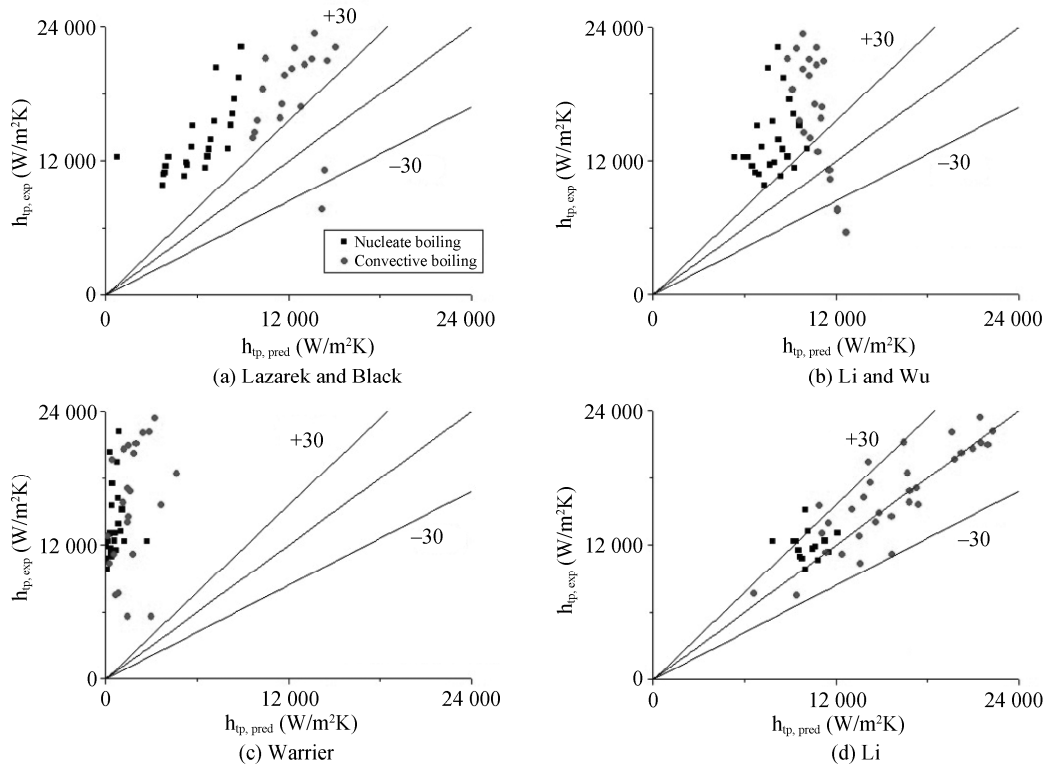 24 000
12 000
0
h_tp, exp (W/m²K)
+30
–30
Nucleate boiling
Convective boiling
0
12 000
24 000
h_tp, pred (W/m²K)
(a) Lazarek and Black
24 000
12 000
0
h_tp, exp (W/m²K)
+30
–30
0
12 000
24 000
h_tp, pred (W/m²K)
(b) Li and Wu
24 000
12 000
0
h_tp, exp (W/m²K)
+30
–30
0
12 000
24 000
h_tp, pred (W/m²K)
(c) Warrier
24 000
12 000
0
h_tp, exp (W/m²K)
+30
–30
0
12 000
24 000
h_tp, pred (W/m²K)
(d) Li